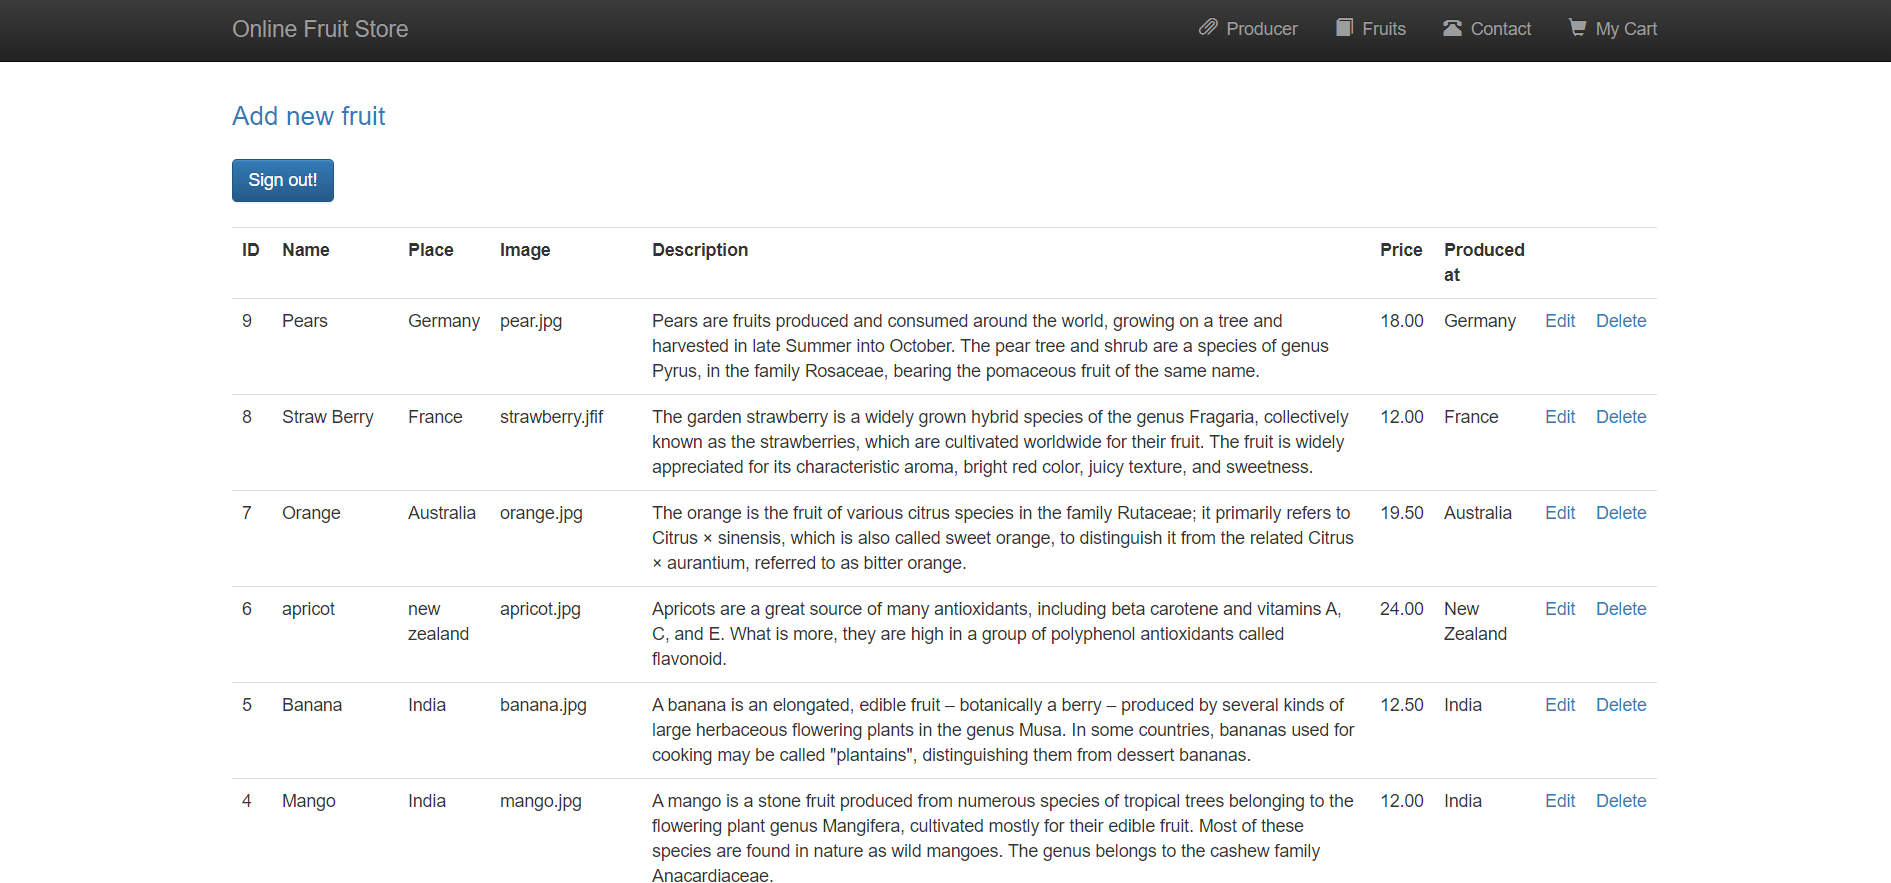 Online Fruit Store Producer Fruits Contact My Cart
Add new fruit
Sign out!
ID Name Place Image Description Price Produced
at
9 Pears Germany pear.jpg Pears are fruits produced and consumed around the world, growing on a tree and 18.00 Germany Edit Delete
harvested in late Summer into October. The pear tree and shrub are a species of genus
Pyrus, in the family Rosaceae, bearing the pomaceous fruit of the same name.
8 Straw Berry France strawberry.jfif The garden strawberry is a widely grown hybrid species of the genus Fragaria, collectively 12.00 France Edit Delete
known as the strawberries, which are cultivated worldwide for their fruit. The fruit is widely
appreciated for its characteristic aroma, bright red color, juicy texture, and sweetness.
7 Orange Australia orange.jpg The orange is the fruit of various citrus species in the family Rutaceae; it primarily refers to 19.50 Australia Edit Delete
Citrus × sinensis, which is also called sweet orange, to distinguish it from the related Citrus
× aurantium, referred to as bitter orange.
6 apricot new apricot.jpg Apricots are a great source of many antioxidants, including beta carotene and vitamins A, 24.00 New Edit Delete
zealand C, and E. What is more, they are high in a group of polyphenol antioxidants called Zealand
flavonoid.
5 Banana India banana.jpg A banana is an elongated, edible fruit – botanically a berry – produced by several kinds of 12.50 India Edit Delete
large herbaceous flowering plants in the genus Musa. In some countries, bananas used for
cooking may be called "plantains", distinguishing them from dessert bananas.
4 Mango India mango.jpg A mango is a stone fruit produced from numerous species of tropical trees belonging to the 12.00 India Edit Delete
flowering plant genus Mangifera, cultivated mostly for their edible fruit. Most of these
species are found in nature as wild mangoes. The genus belongs to the cashew family
Anacardiaceae.